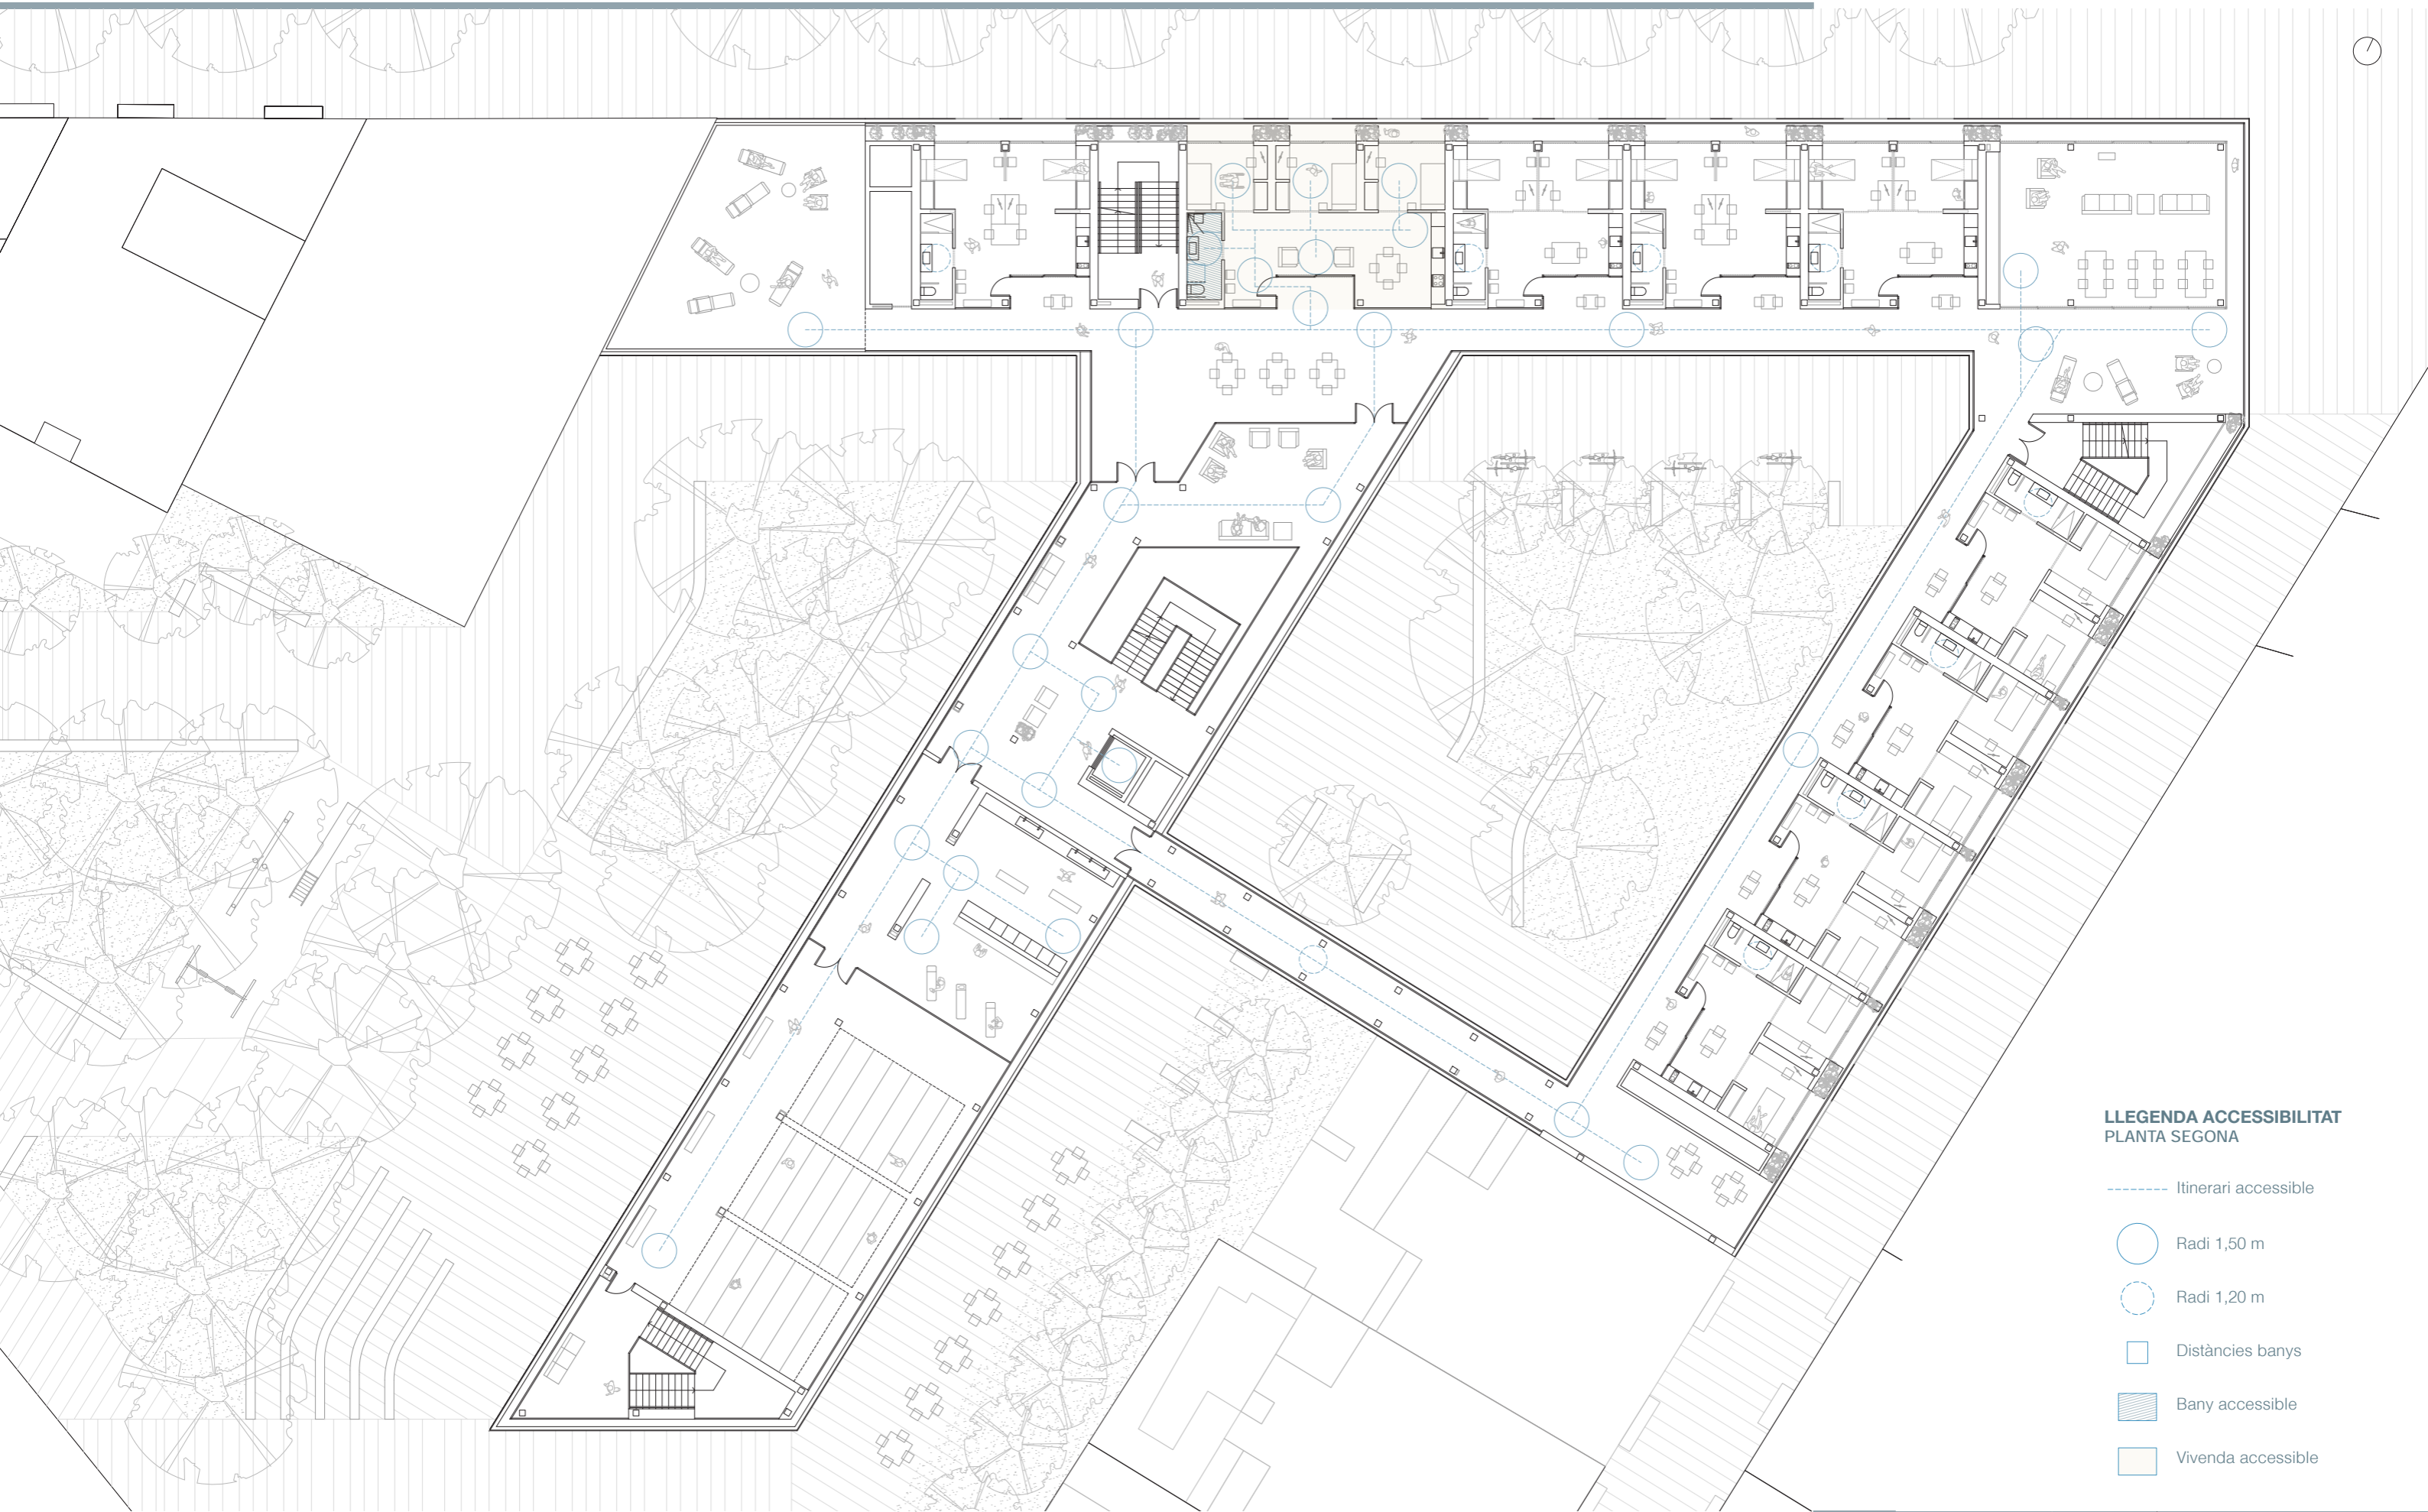 LLEGENDA ACCESSIBILITAT
PLANTA SEGONA
Itinerari accessible
Radi 1,50 m
Radi 1,20 m
Distàncies banys
Bany accessible
Vivenda accessible